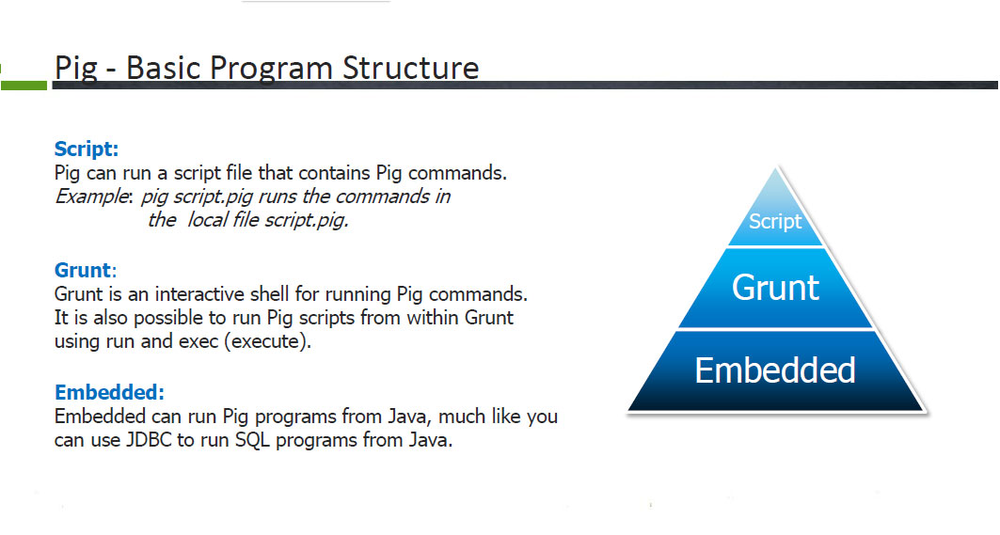 Pig - Basic Program Structure
Script:
Pig can run a script file that contains Pig commands.
Example: pig script.pig runs the commands in
the local file script.pig.
Grunt:
Grunt is an interactive shell for running Pig commands.
It is also possible to run Pig scripts from within Grunt
using run and exec (execute).
Embedded:
Embedded can run Pig programs from Java, much like you
can use JDBC to run SQL programs from Java.
Script
Grunt
Embedded